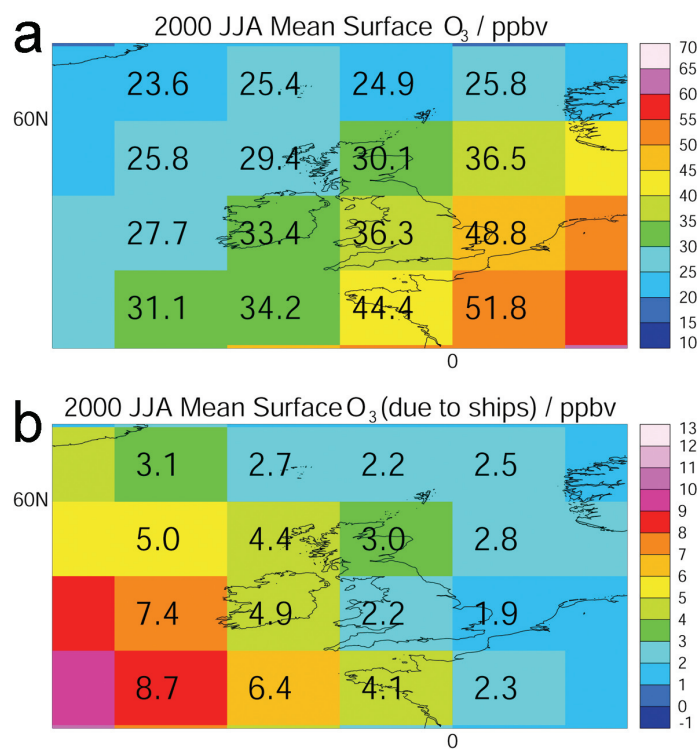 a
2000 JJA Mean Surface O3 / ppbv
60N
23.6 25.4 24.9 25.8
25.8 29.4 30.1 36.5
27.7 33.4 36.3 48.8
31.1 34.2 44.4 51.8
0
70
65
60
55
50
45
40
35
30
25
20
15
10
b
2000 JJA Mean Surface O3 (due to ships) / ppbv
60N
3.1 2.7 2.2 2.5
5.0 4.4 3.0 2.8
7.4 4.9 2.2 1.9
8.7 6.4 4.1 2.3
0
13
12
11
10
9
8
7
6
5
4
3
2
1
0
-1